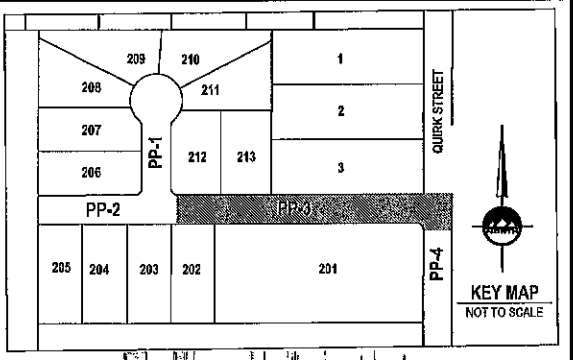 209
210
1
208
211
QUIRK STREET
2
207
PP-1
212
213
3
206
PP-2
PP-3
205
204
203
202
201
PP-4
NORTH
KEY MAP
NOT TO SCALE